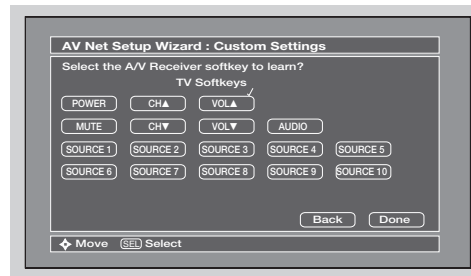 AV Net Setup Wizard : Custom Settings
Select the A/V Receiver softkey to learn?
TV Softkeys
POWER CH▲ VOL▲
MUTE CH▼ VOL▼ AUDIO
SOURCE 1 SOURCE 2 SOURCE 3 SOURCE 4 SOURCE 5
SOURCE 6 SOURCE 7 SOURCE 8 SOURCE 9 SOURCE 10
Back Done
Move SEL Select